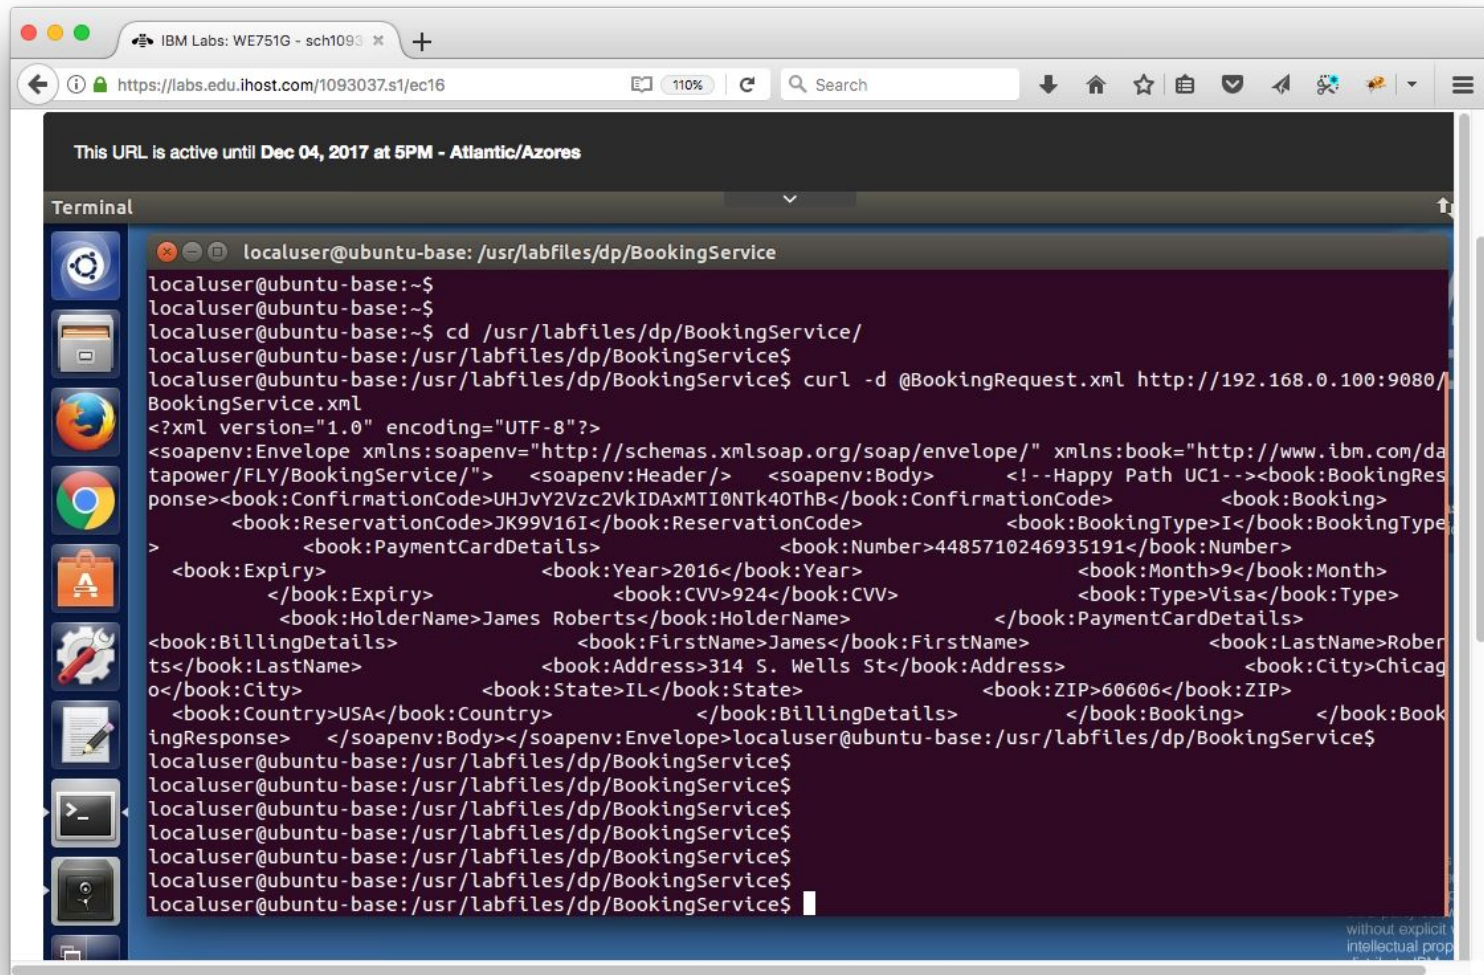 IBM Labs: WE751G - sch1093
https://labs.edu.ihost.com/1093037.s1/ec16
110%
Search
This URL is active until Dec 04, 2017 at 5PM - Atlantic/Azores
Terminal
localuser@ubuntu-base: /usr/labfiles/dp/BookingService
localuser@ubuntu-base:~$
localuser@ubuntu-base:~$
localuser@ubuntu-base:~$ cd /usr/labfiles/dp/BookingService/
localuser@ubuntu-base:/usr/labfiles/dp/BookingService$
localuser@ubuntu-base:/usr/labfiles/dp/BookingService$ curl -d @BookingRequest.xml http://192.168.0.100:9080/
BookingService.xml
<?xml version="1.0" encoding="UTF-8"?>
<soapenv:Envelope xmlns:soapenv="http://schemas.xmlsoap.org/soap/envelope/" xmlns:book="http://www.ibm.com/da
tapower/FLY/BookingService/"> <soapenv:Header/> <soapenv:Body> <!--Happy Path UC1--><book:BookingRes
ponse><book:ConfirmationCode>UHJvY2Vzc2VkIDAxMTI0NTk4OThB</book:ConfirmationCode> <book:Booking>
<book:ReservationCode>JK99V16I</book:ReservationCode> <book:BookingType>I</book:BookingType
> <book:PaymentCardDetails> <book:Number>4485710246935191</book:Number>
<book:Expiry> <book:Year>2016</book:Year> <book:Month>9</book:Month>
</book:Expiry> <book:CVV>924</book:CVV> <book:Type>Visa</book:Type>
<book:HolderName>James Roberts</book:HolderName> </book:PaymentCardDetails>
<book:BillingDetails> <book:FirstName>James</book:FirstName> <book:LastName>Rober
ts</book:LastName> <book:Address>314 S. Wells St</book:Address> <book:City>Chicag
o</book:City> <book:State>IL</book:State> <book:ZIP>60606</book:ZIP>
<book:Country>USA</book:Country> </book:BillingDetails> </book:Booking> </book:Book
ingResponse> </soapenv:Body></soapenv:Envelope>localuser@ubuntu-base:/usr/labfiles/dp/BookingService$
localuser@ubuntu-base:/usr/labfiles/dp/BookingService$
localuser@ubuntu-base:/usr/labfiles/dp/BookingService$
localuser@ubuntu-base:/usr/labfiles/dp/BookingService$
localuser@ubuntu-base:/usr/labfiles/dp/BookingService$
localuser@ubuntu-base:/usr/labfiles/dp/BookingService$
localuser@ubuntu-base:/usr/labfiles/dp/BookingService$
localuser@ubuntu-base:/usr/labfiles/dp/BookingService$
without explicit
intellectual prop